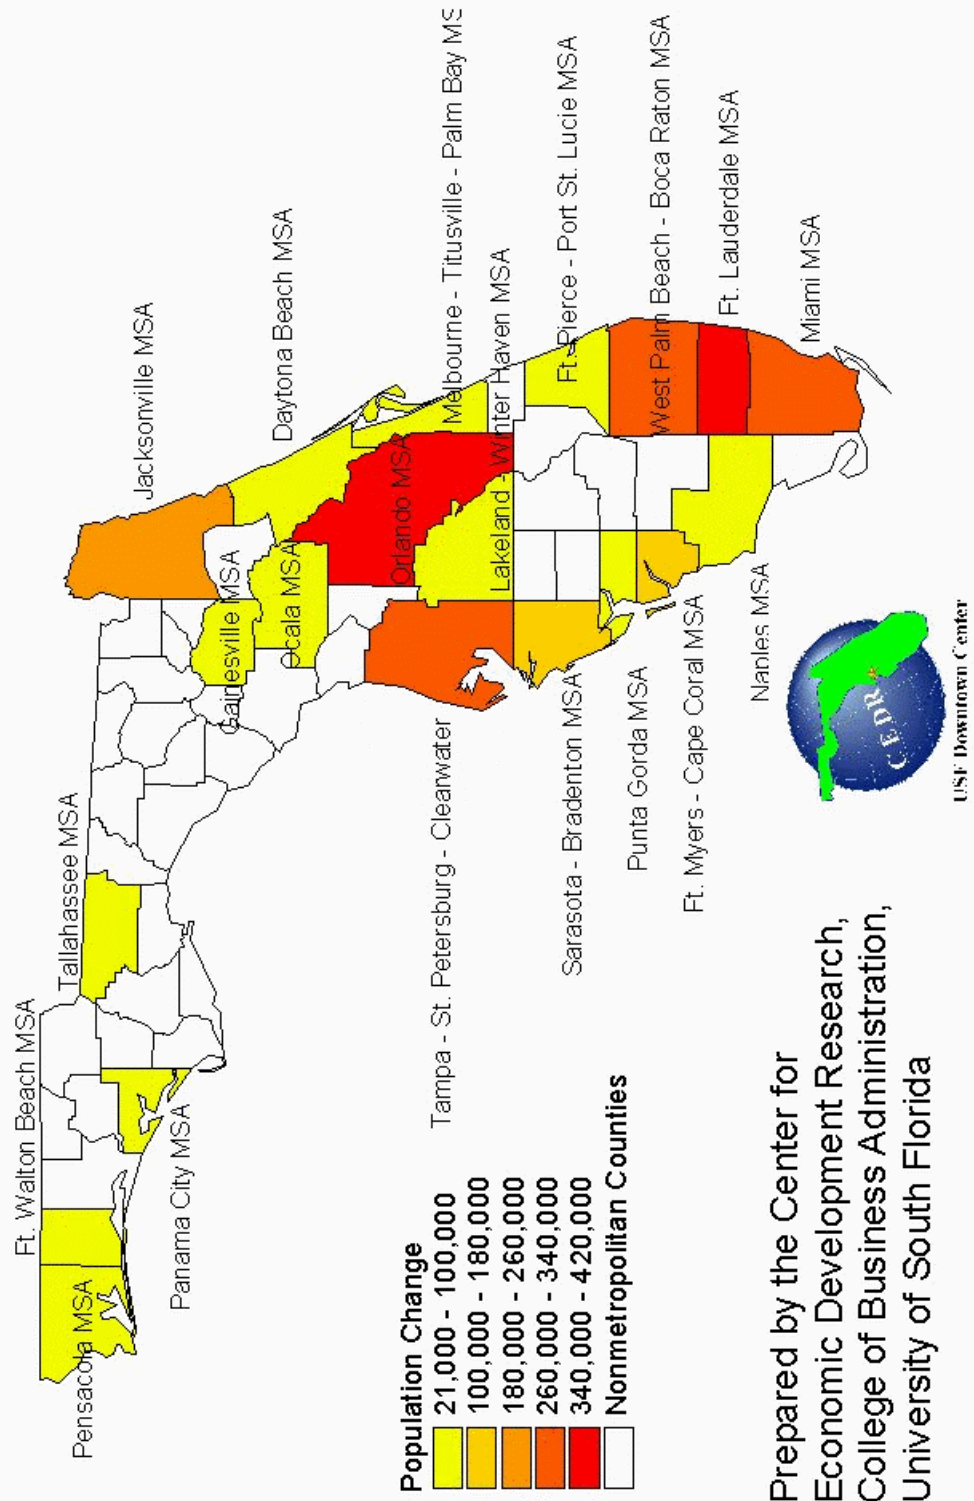 Ft. Walton Beach MSA
Tallahassee MSA
Jacksonville MSA
Pensacola MSA
Panama City MSA
Gainesville MSA
Daytona Beach MSA
Ocala MSA
Orlando MSA
Melbourne - Titusville - Palm Bay MS
Tampa - St. Petersburg - Clearwater
Lakeland - Winter Haven MSA
Sarasota - Bradenton MSA
Ft. Pierce - Port St. Lucie MSA
Punta Gorda MSA
West Palm Beach - Boca Raton MSA
Ft. Myers - Cape Coral MSA
Ft. Lauderdale MSA
Naples MSA
Miami MSA
Population Change
21,000 - 100,000
100,000 - 180,000
180,000 - 260,000
260,000 - 340,000
340,000 - 420,000
Nonmetropolitan Counties
Prepared by the Center for
Economic Development Research,
College of Business Administration,
University of South Florida
CEDR
USF Downtown Center